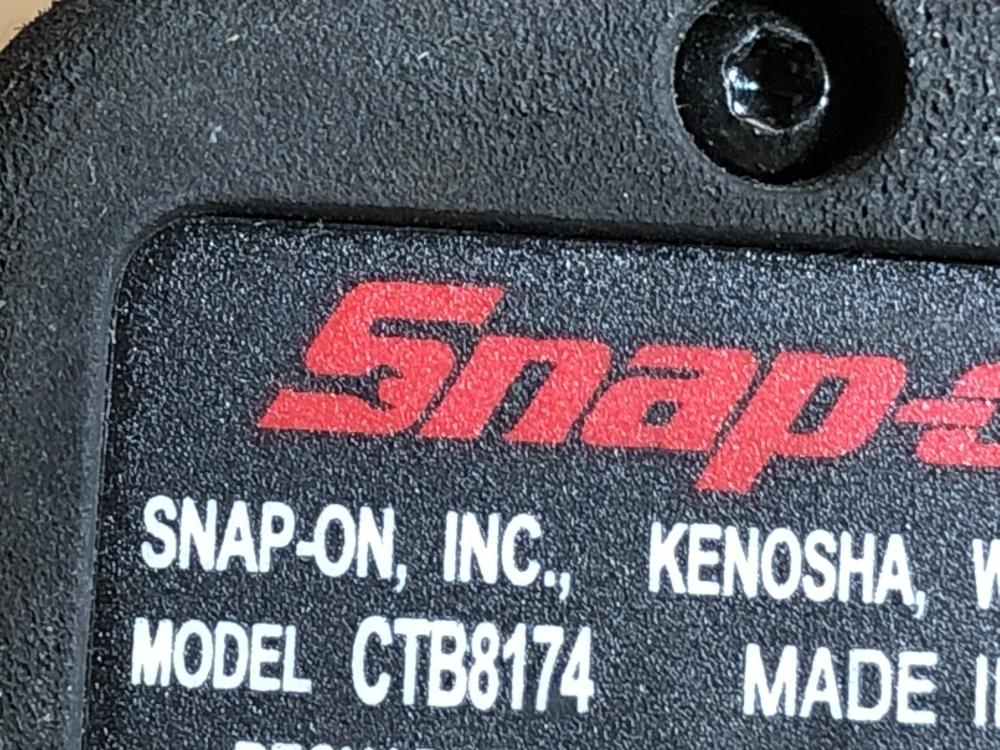 Snap-
SNAP-ON, INC., KENOSHA,
MODEL CTB8174 MADE